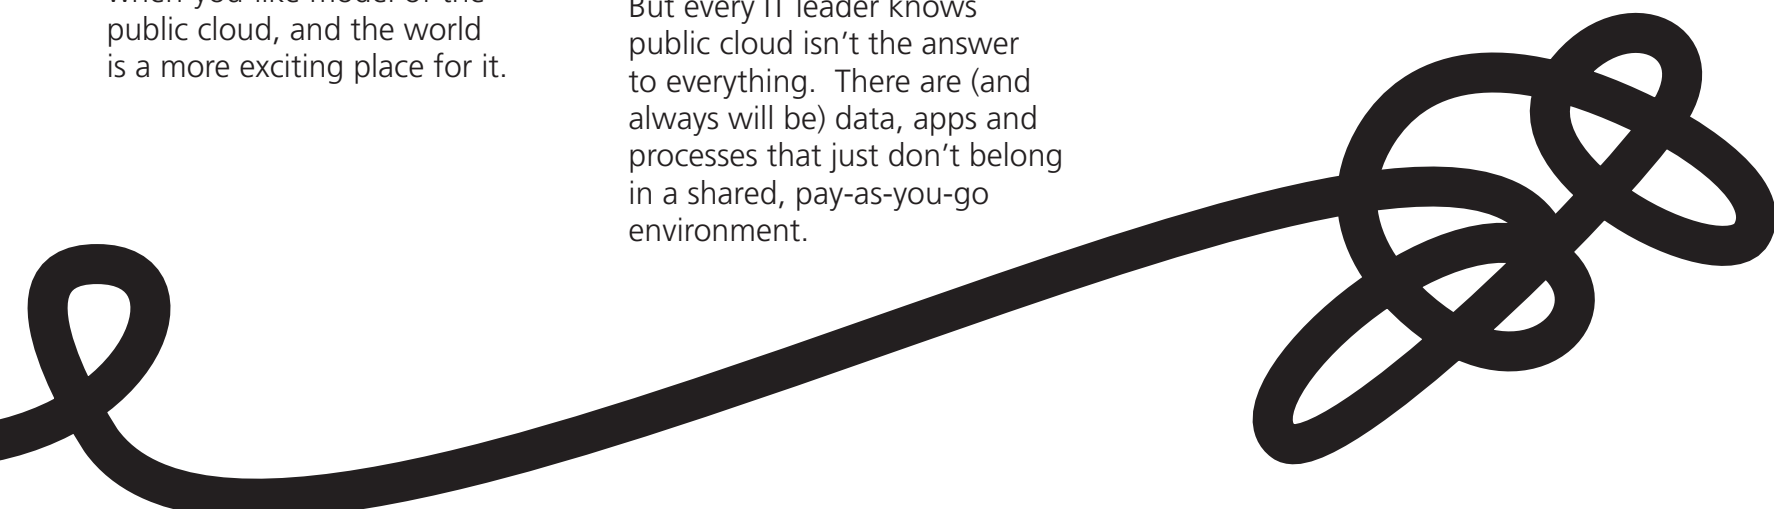 when you like model of the
public cloud, and the world
is a more exciting place for it.
But every IT leader knows
public cloud isn’t the answer
to everything.  There are (and
always will be) data, apps and
processes that just don’t belong
in a shared, pay-as-you-go
environment.